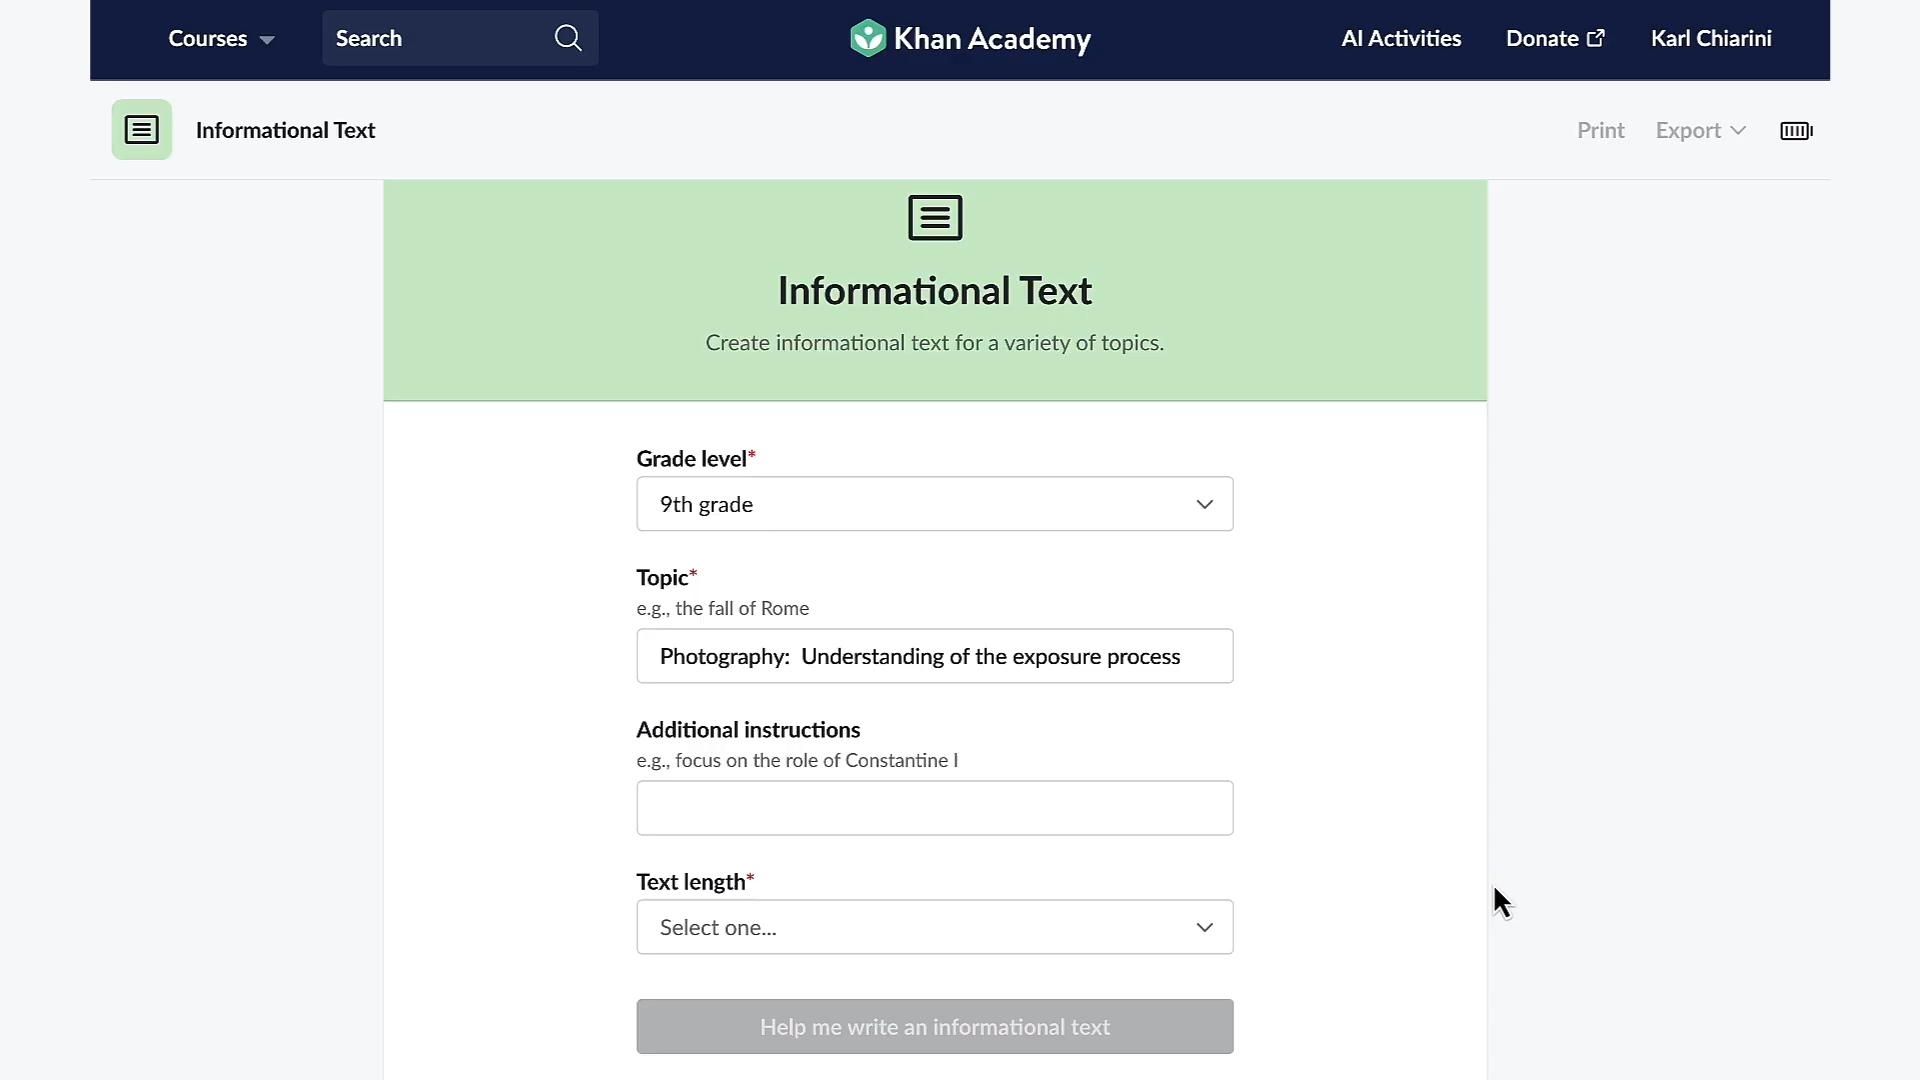 Courses
Search
Khan Academy
AI Activities
Donate
Karl Chiarini
Informational Text
Print
Export
Informational Text
Create informational text for a variety of topics.
Grade level*
9th grade
Topic*
e.g., the fall of Rome
Photography:  Understanding of the exposure process
Additional instructions
e.g., focus on the role of Constantine I
Text length*
Select one...
Help me write an informational text